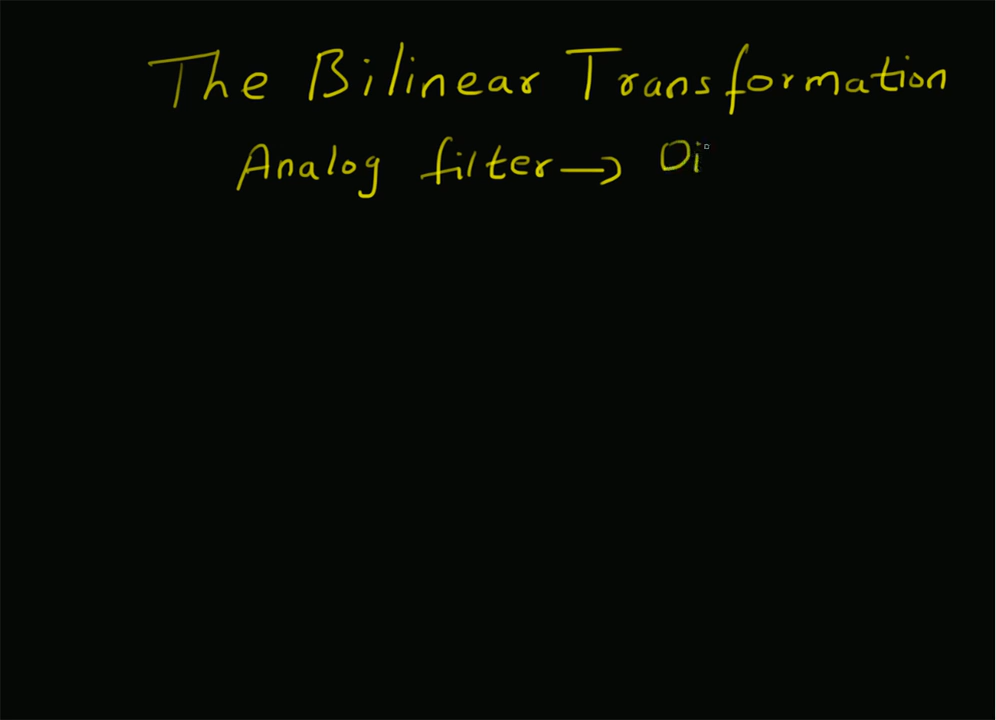 The Bilinear Transformation
Analog filter → Di